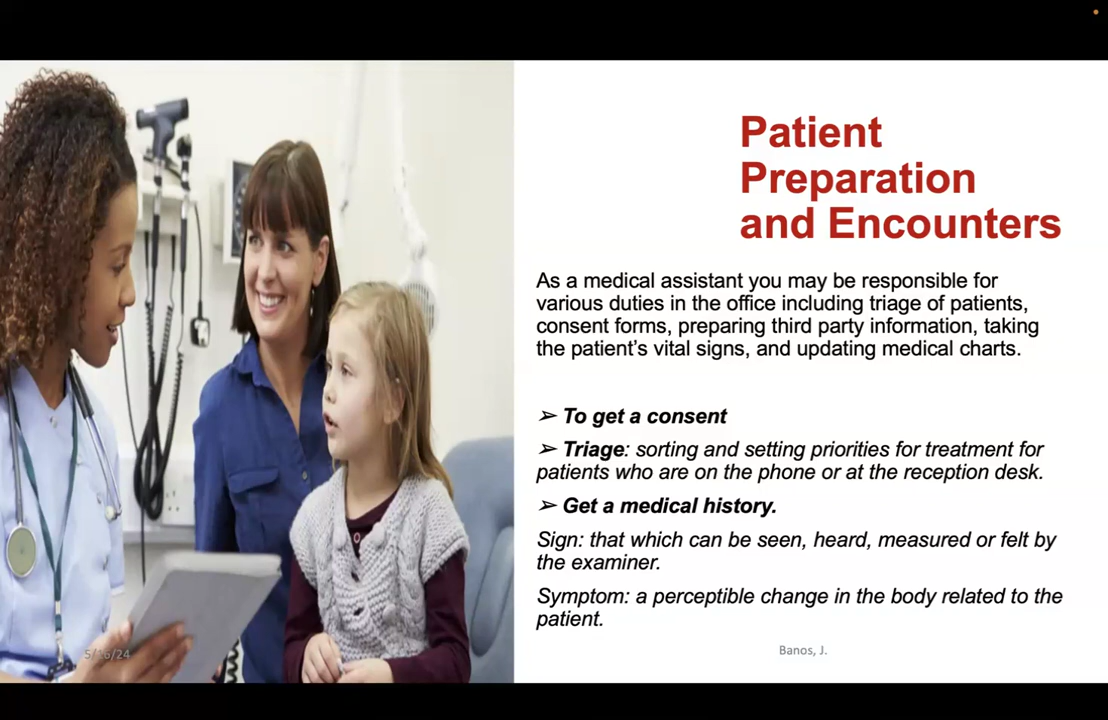 Patient
Preparation
and Encounters
As a medical assistant you may be responsible for
various duties in the office including triage of patients,
consent forms, preparing third party information, taking
the patient’s vital signs, and updating medical charts.
➢ To get a consent
➢ Triage: sorting and setting priorities for treatment for
patients who are on the phone or at the reception desk.
➢ Get a medical history.
Sign: that which can be seen, heard, measured or felt by
the examiner.
Symptom: a perceptible change in the body related to the
patient.
Banos, J.